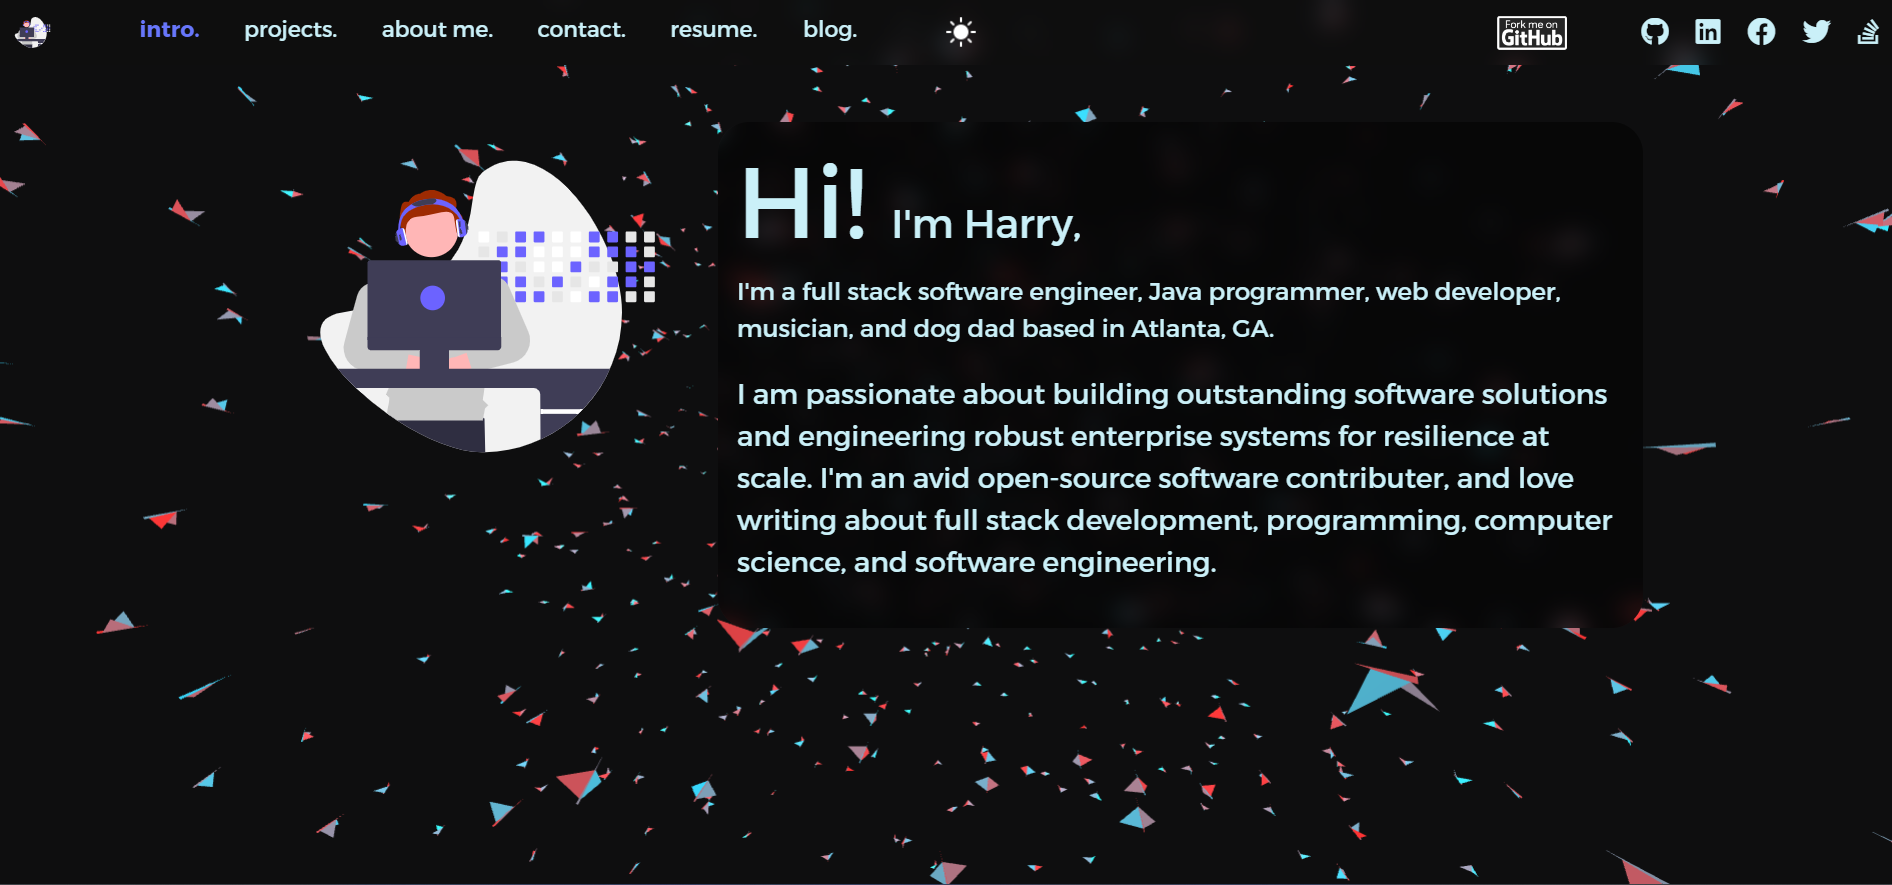 intro. projects. about me. contact. resume. blog.
Fork me on
GitHub
Hi! I'm Harry,
I'm a full stack software engineer, Java programmer, web developer,
musician, and dog dad based in Atlanta, GA.
I am passionate about building outstanding software solutions
and engineering robust enterprise systems for resilience at
scale. I'm an avid open-source software contributer, and love
writing about full stack development, programming, computer
science, and software engineering.